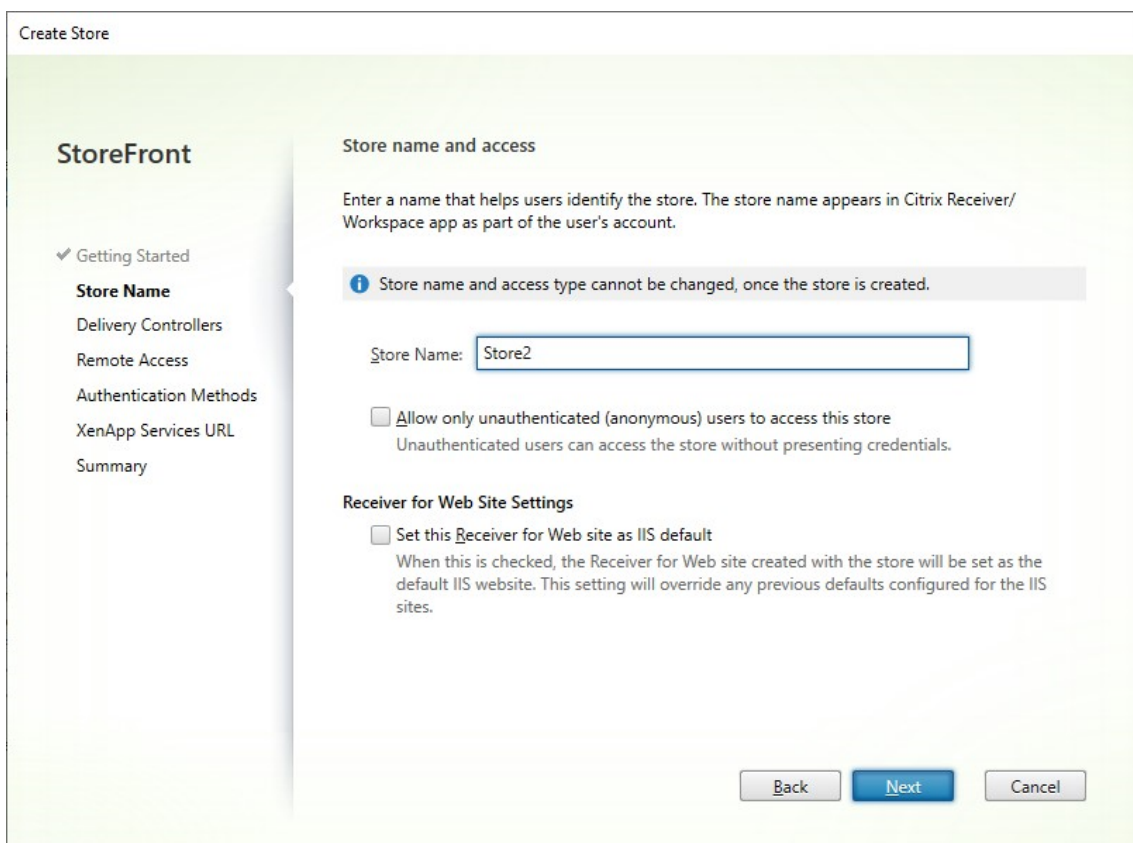 Create Store
StoreFront
✔ Getting Started
Store Name
Delivery Controllers
Remote Access
Authentication Methods
XenApp Services URL
Summary
Store name and access
Enter a name that helps users identify the store. The store name appears in Citrix Receiver/
Workspace app as part of the user's account.
Store name and access type cannot be changed, once the store is created.
Store Name: Store2
Allow only unauthenticated (anonymous) users to access this store
Unauthenticated users can access the store without presenting credentials.
Receiver for Web Site Settings
Set this Receiver for Web site as IIS default
When this is checked, the Receiver for Web site created with the store will be set as the
default IIS website. This setting will override any previous defaults configured for the IIS
sites.
Back Next Cancel